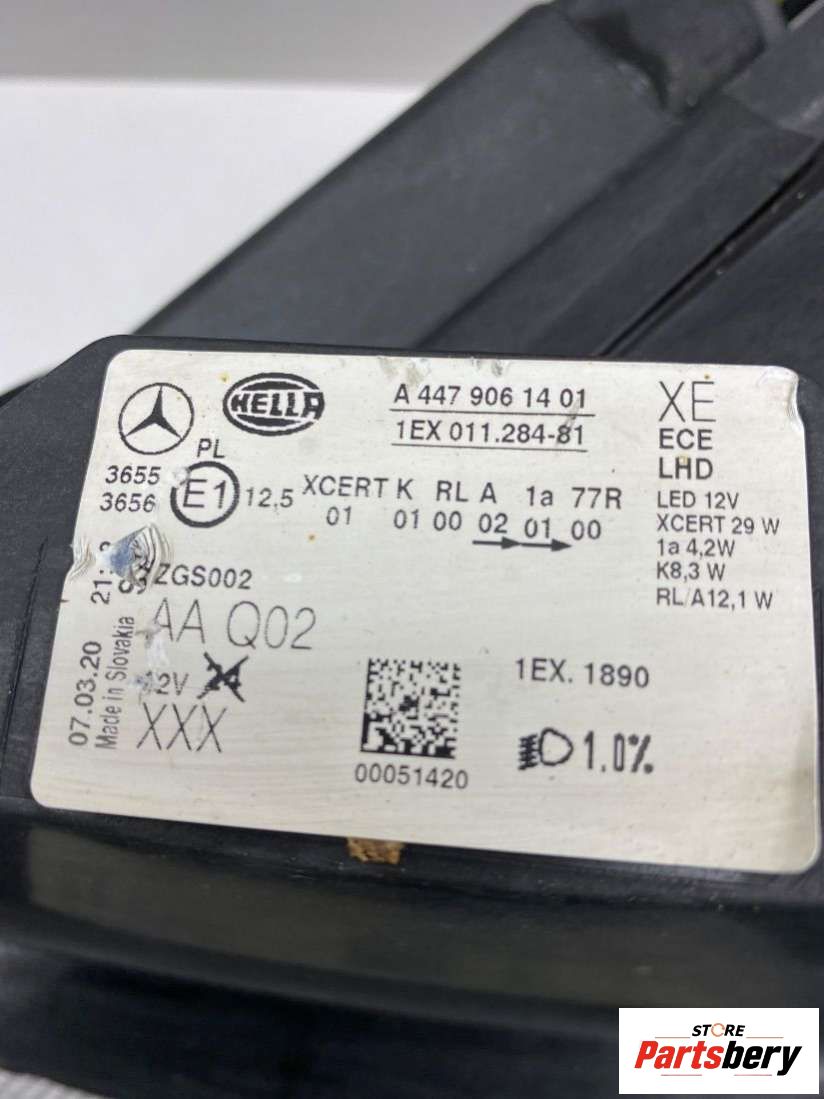 HELLA
A 447 906 14 01
1EX 011.284-81
XE
ECE
LHD
LED 12V
XCERT 29 W
1a 4,2W
K8,3 W
RL/A12,1 W
PL
3655
3656
E1
12,5
XCERT K RL A 1a 77R
01 01 00 02 01 00
ZGS002
AA Q02
12V 24
XXX
07.03.20
Made in Slovakia
00051420
1EX. 1890
1.0%
STORE
Partsbery